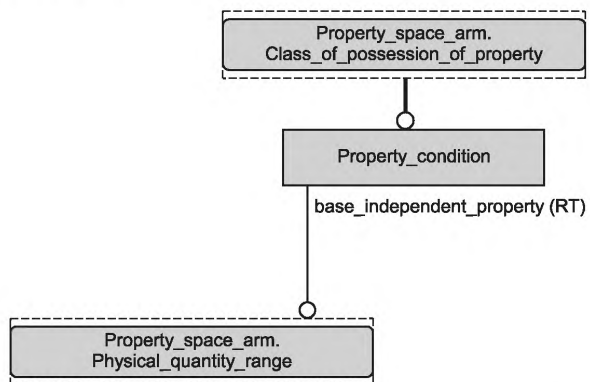 Property_space_arm.
Class_of_possession_of_property
Property_condition
base_independent_property (RT)
Property_space_arm.
Physical_quantity_range